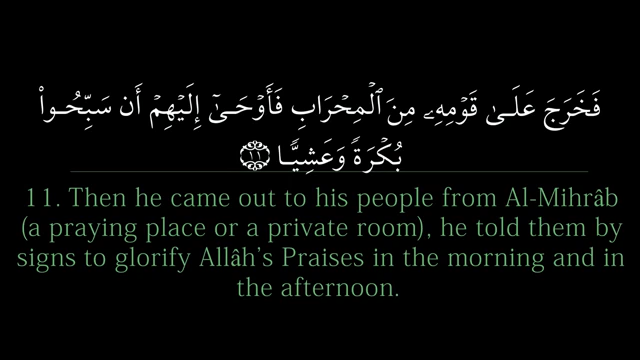 فَخَرَجَ عَلَىٰ قَوۡمِهِۦ مِنَ ٱلۡمِحۡرَابِ فَأَوۡحَىٰٓ إِلَيۡهِمۡ أَن سَبِّحُواْ
بُكۡرَةٗ وَعَشِيّٗا ۝١١
11. Then he came out to his people from Al-Mihrâb
(a praying place or a private room), he told them by
signs to glorify Allâh’s Praises in the morning and in
the afternoon.